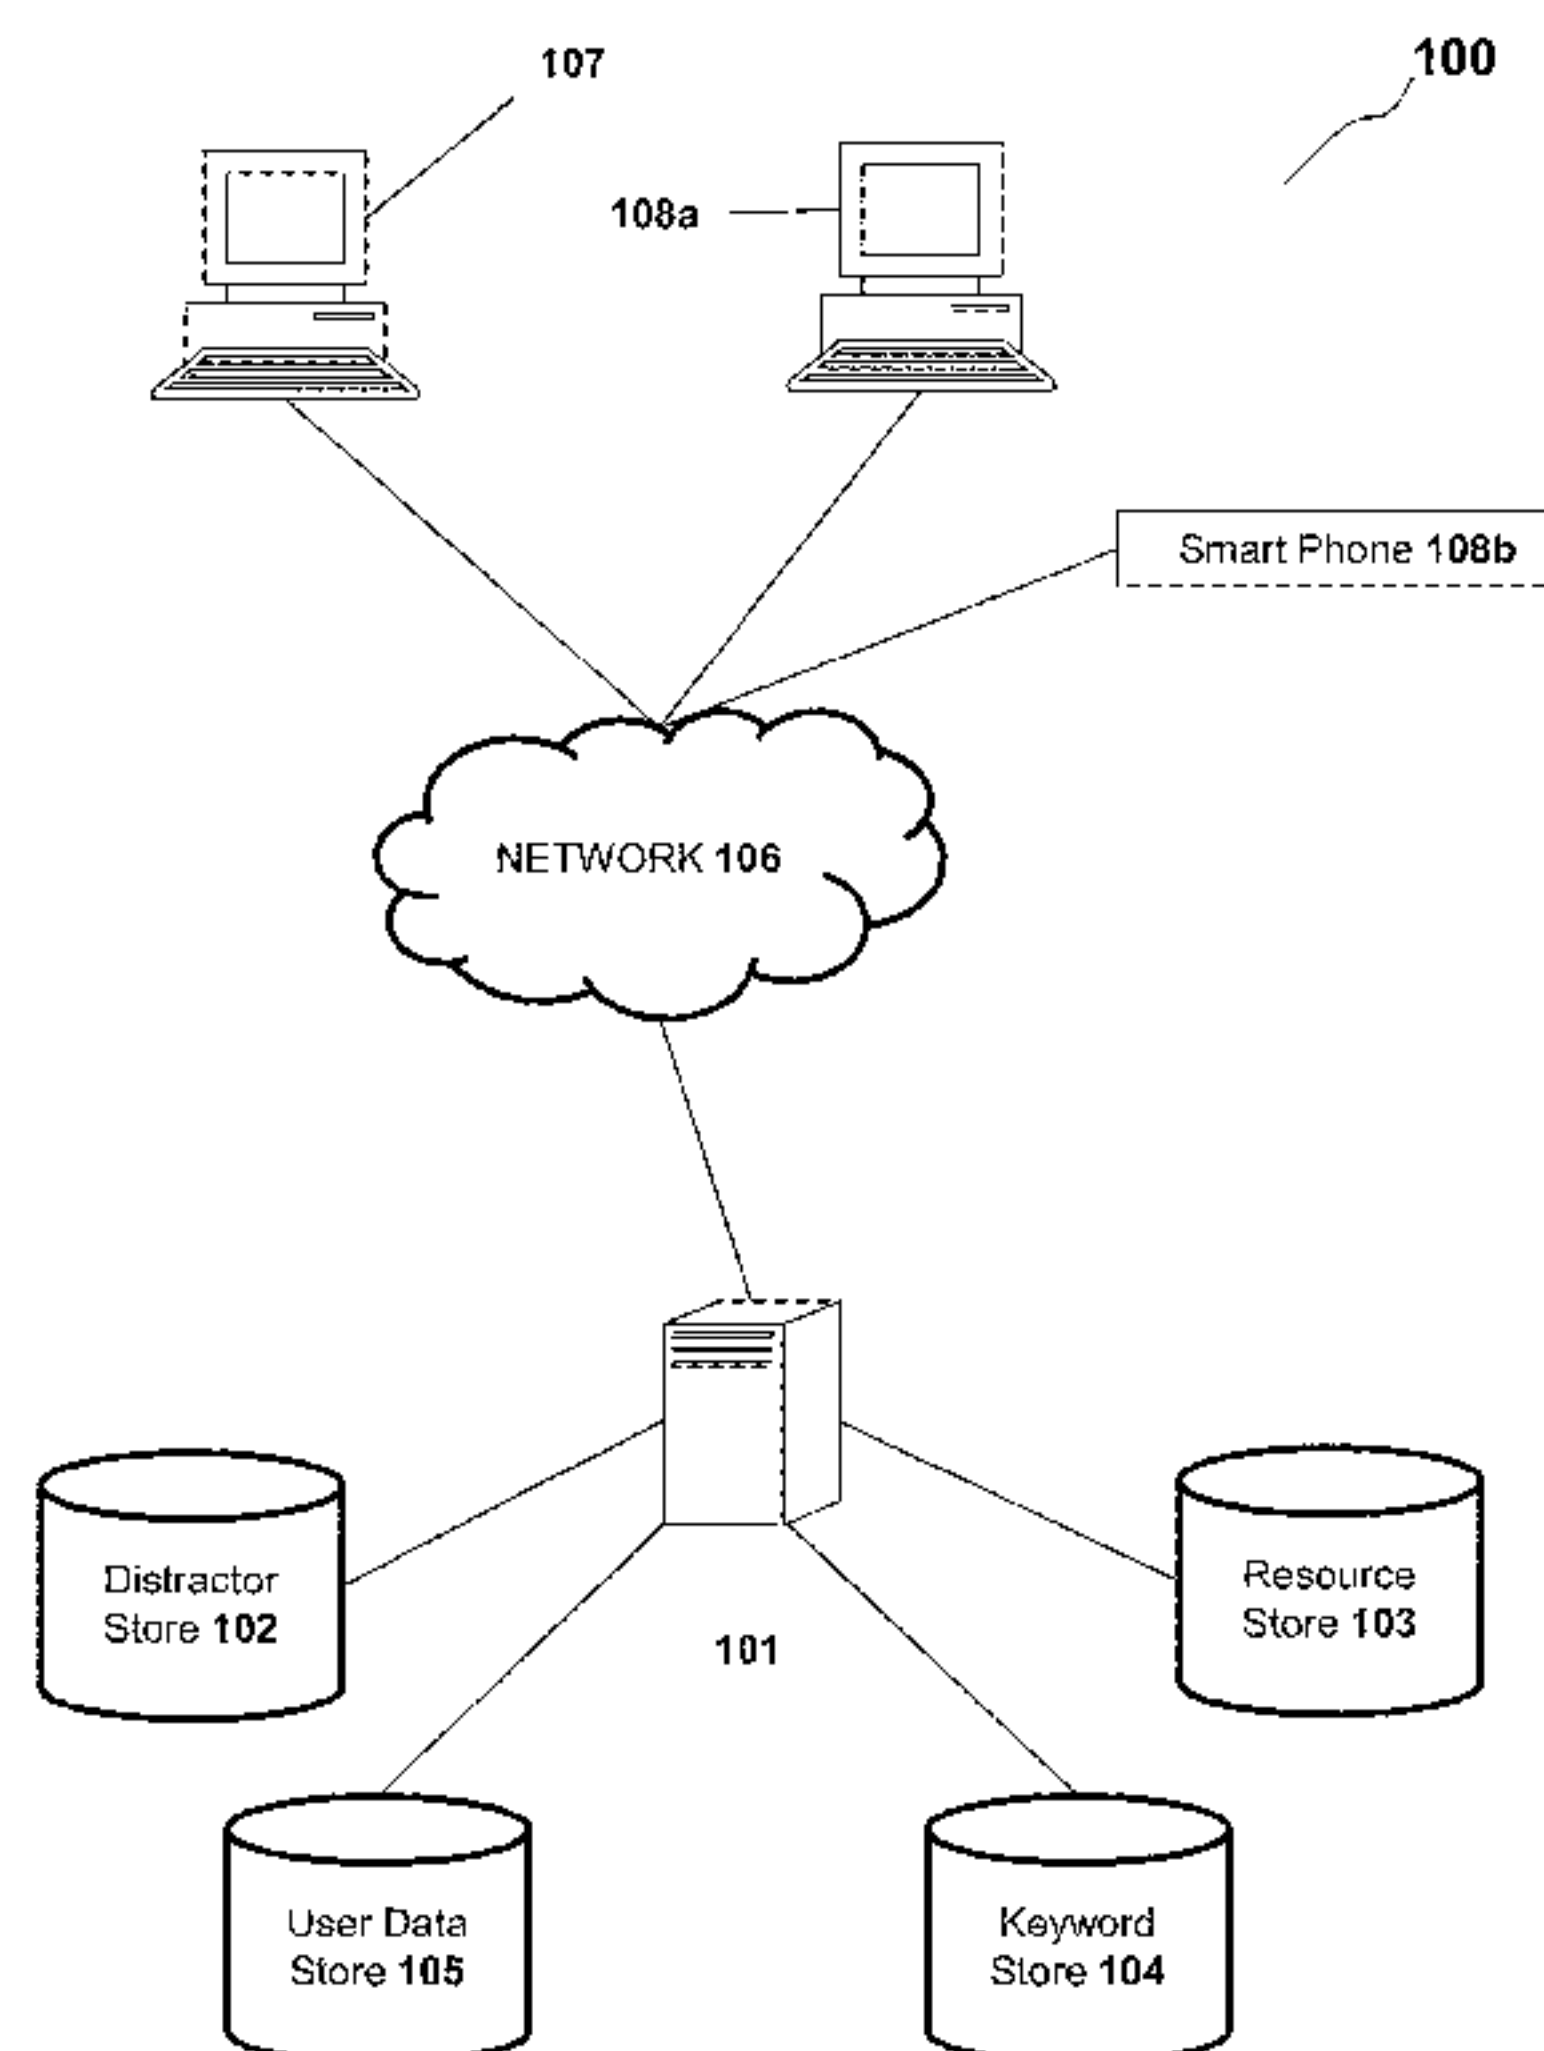 107
100
108a
Smart Phone 108b
NETWORK 106
Distractor
Store 102
Resource
Store 103
101
User Data
Store 105
Keyword
Store 104